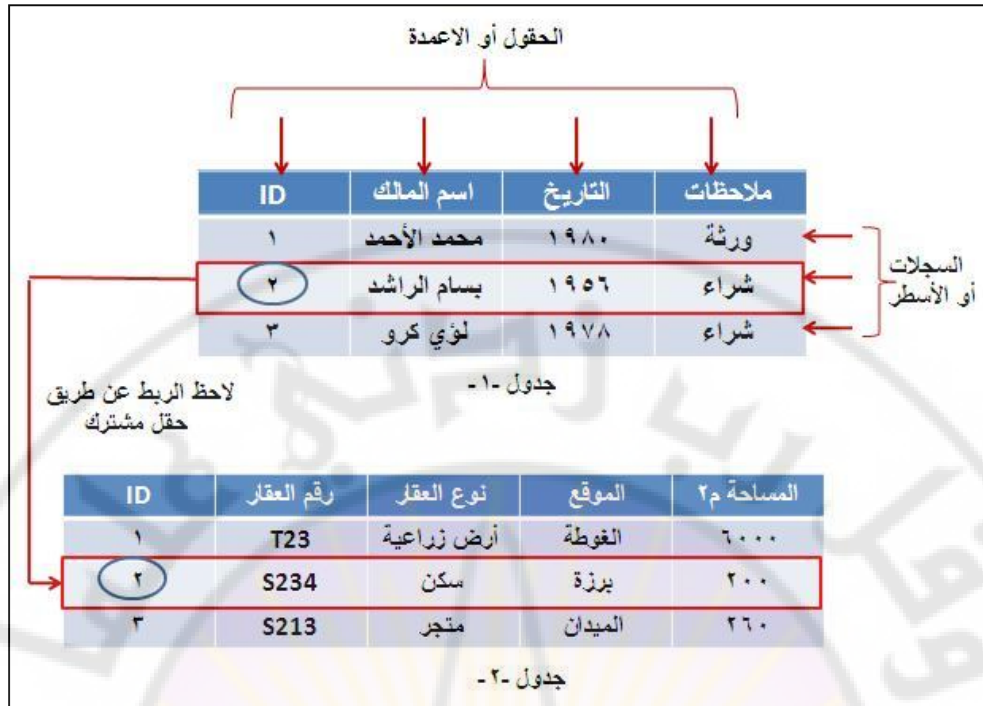 الحقول أو الاعمدة
ID اسم المالك التاريخ ملاحظات
١ محمد الأحمد ١٩٨٠ ورثة
٢ بسام الراشد ١٩٥٦ شراء
٣ لؤي كرو ١٩٧٨ شراء
السجلات
أو الأسطر
جدول -١-
لاحظ الربط عن طريق
حقل مشترك
ID رقم العقار نوع العقار الموقع المساحة م٢
١ T23 أرض زراعية الغوطة ٦٠٠٠
٢ S234 سكن برزة ٢٠٠
٣ S213 متجر الميدان ٢٦٠
جدول -٢-